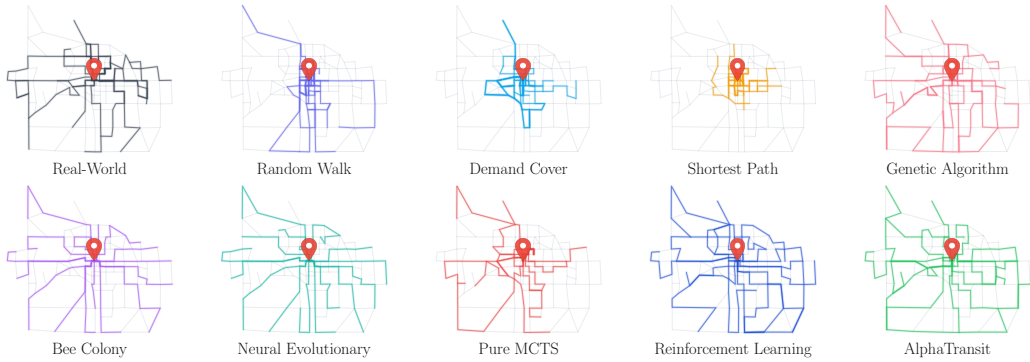 Real-World
Random Walk
Demand Cover
Shortest Path
Genetic Algorithm
Bee Colony
Neural Evolutionary
Pure MCTS
Reinforcement Learning
AlphaTransit